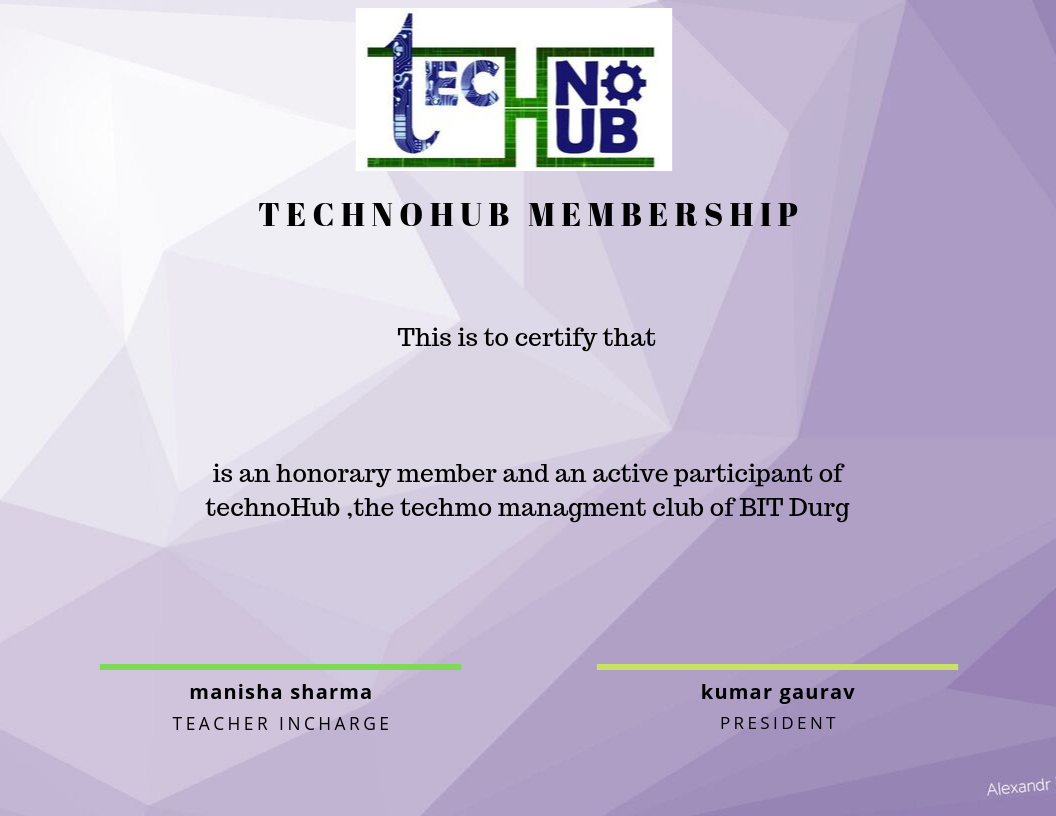 tECHNO
UB
TECHNOHUB MEMBERSHIP
This is to certify that
is an honorary member and an active participant of
technoHub ,the techmo managment club of BIT Durg
manisha sharma
TEACHER INCHARGE
kumar gaurav
PRESIDENT
Alexandr